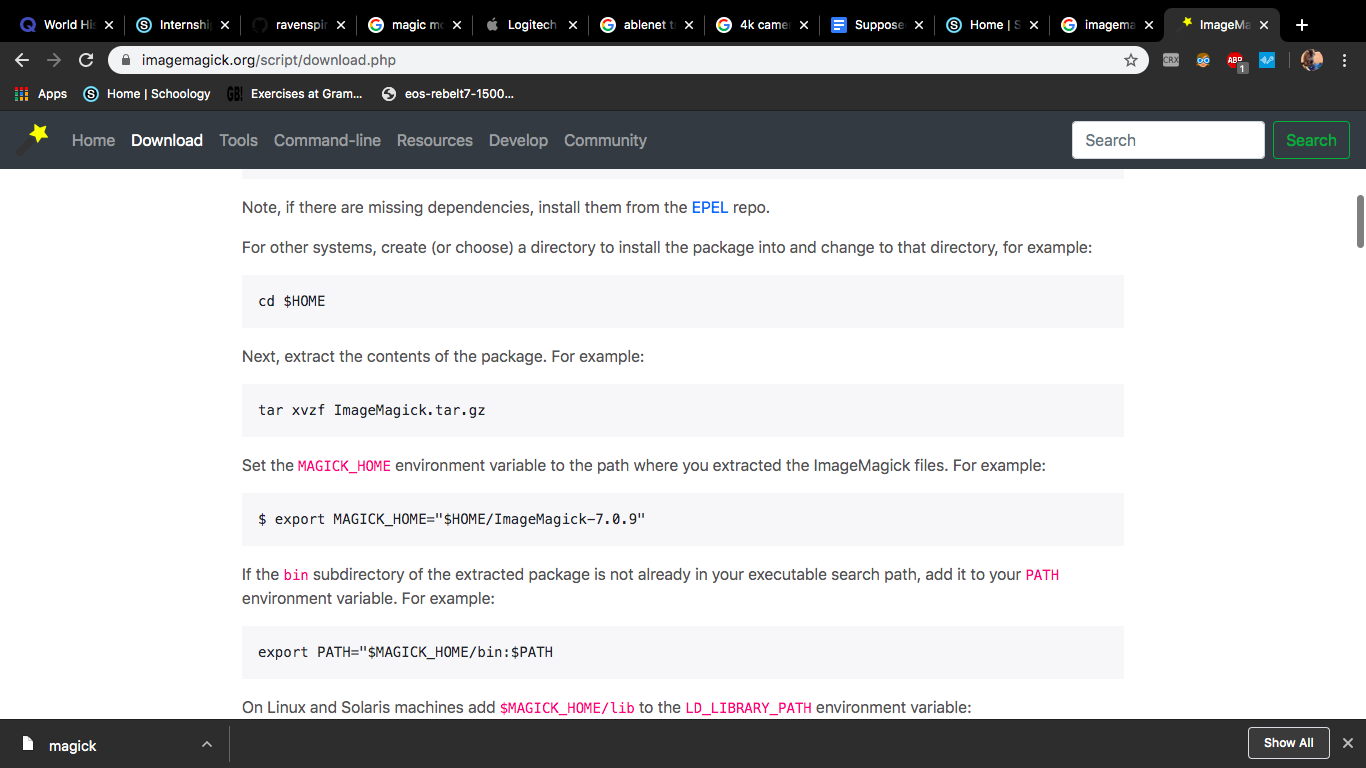 World Hi
Internshi
ravenspir
magic mo
Logitech
ablenet t
4k came
Suppose
Home | S
imagema
ImageMa
imagemagick.org/script/download.php
CRX
ABP
1
Apps
Home | Schoology
GB!
Exercises at Gram...
eos-rebelt7-1500...
Home
Download
Tools
Command-line
Resources
Develop
Community
Search
Search
Note, if there are missing dependencies, install them from the EPEL repo.
For other systems, create (or choose) a directory to install the package into and change to that directory, for example:
cd $HOME
Next, extract the contents of the package. For example:
tar xvzf ImageMagick.tar.gz
Set the MAGICK_HOME environment variable to the path where you extracted the ImageMagick files. For example:
$ export MAGICK_HOME="$HOME/ImageMagick-7.0.9"
If the bin subdirectory of the extracted package is not already in your executable search path, add it to your PATH
environment variable. For example:
export PATH="$MAGICK_HOME/bin:$PATH
On Linux and Solaris machines add $MAGICK_HOME/lib to the LD_LIBRARY_PATH environment variable:
magick
Show All